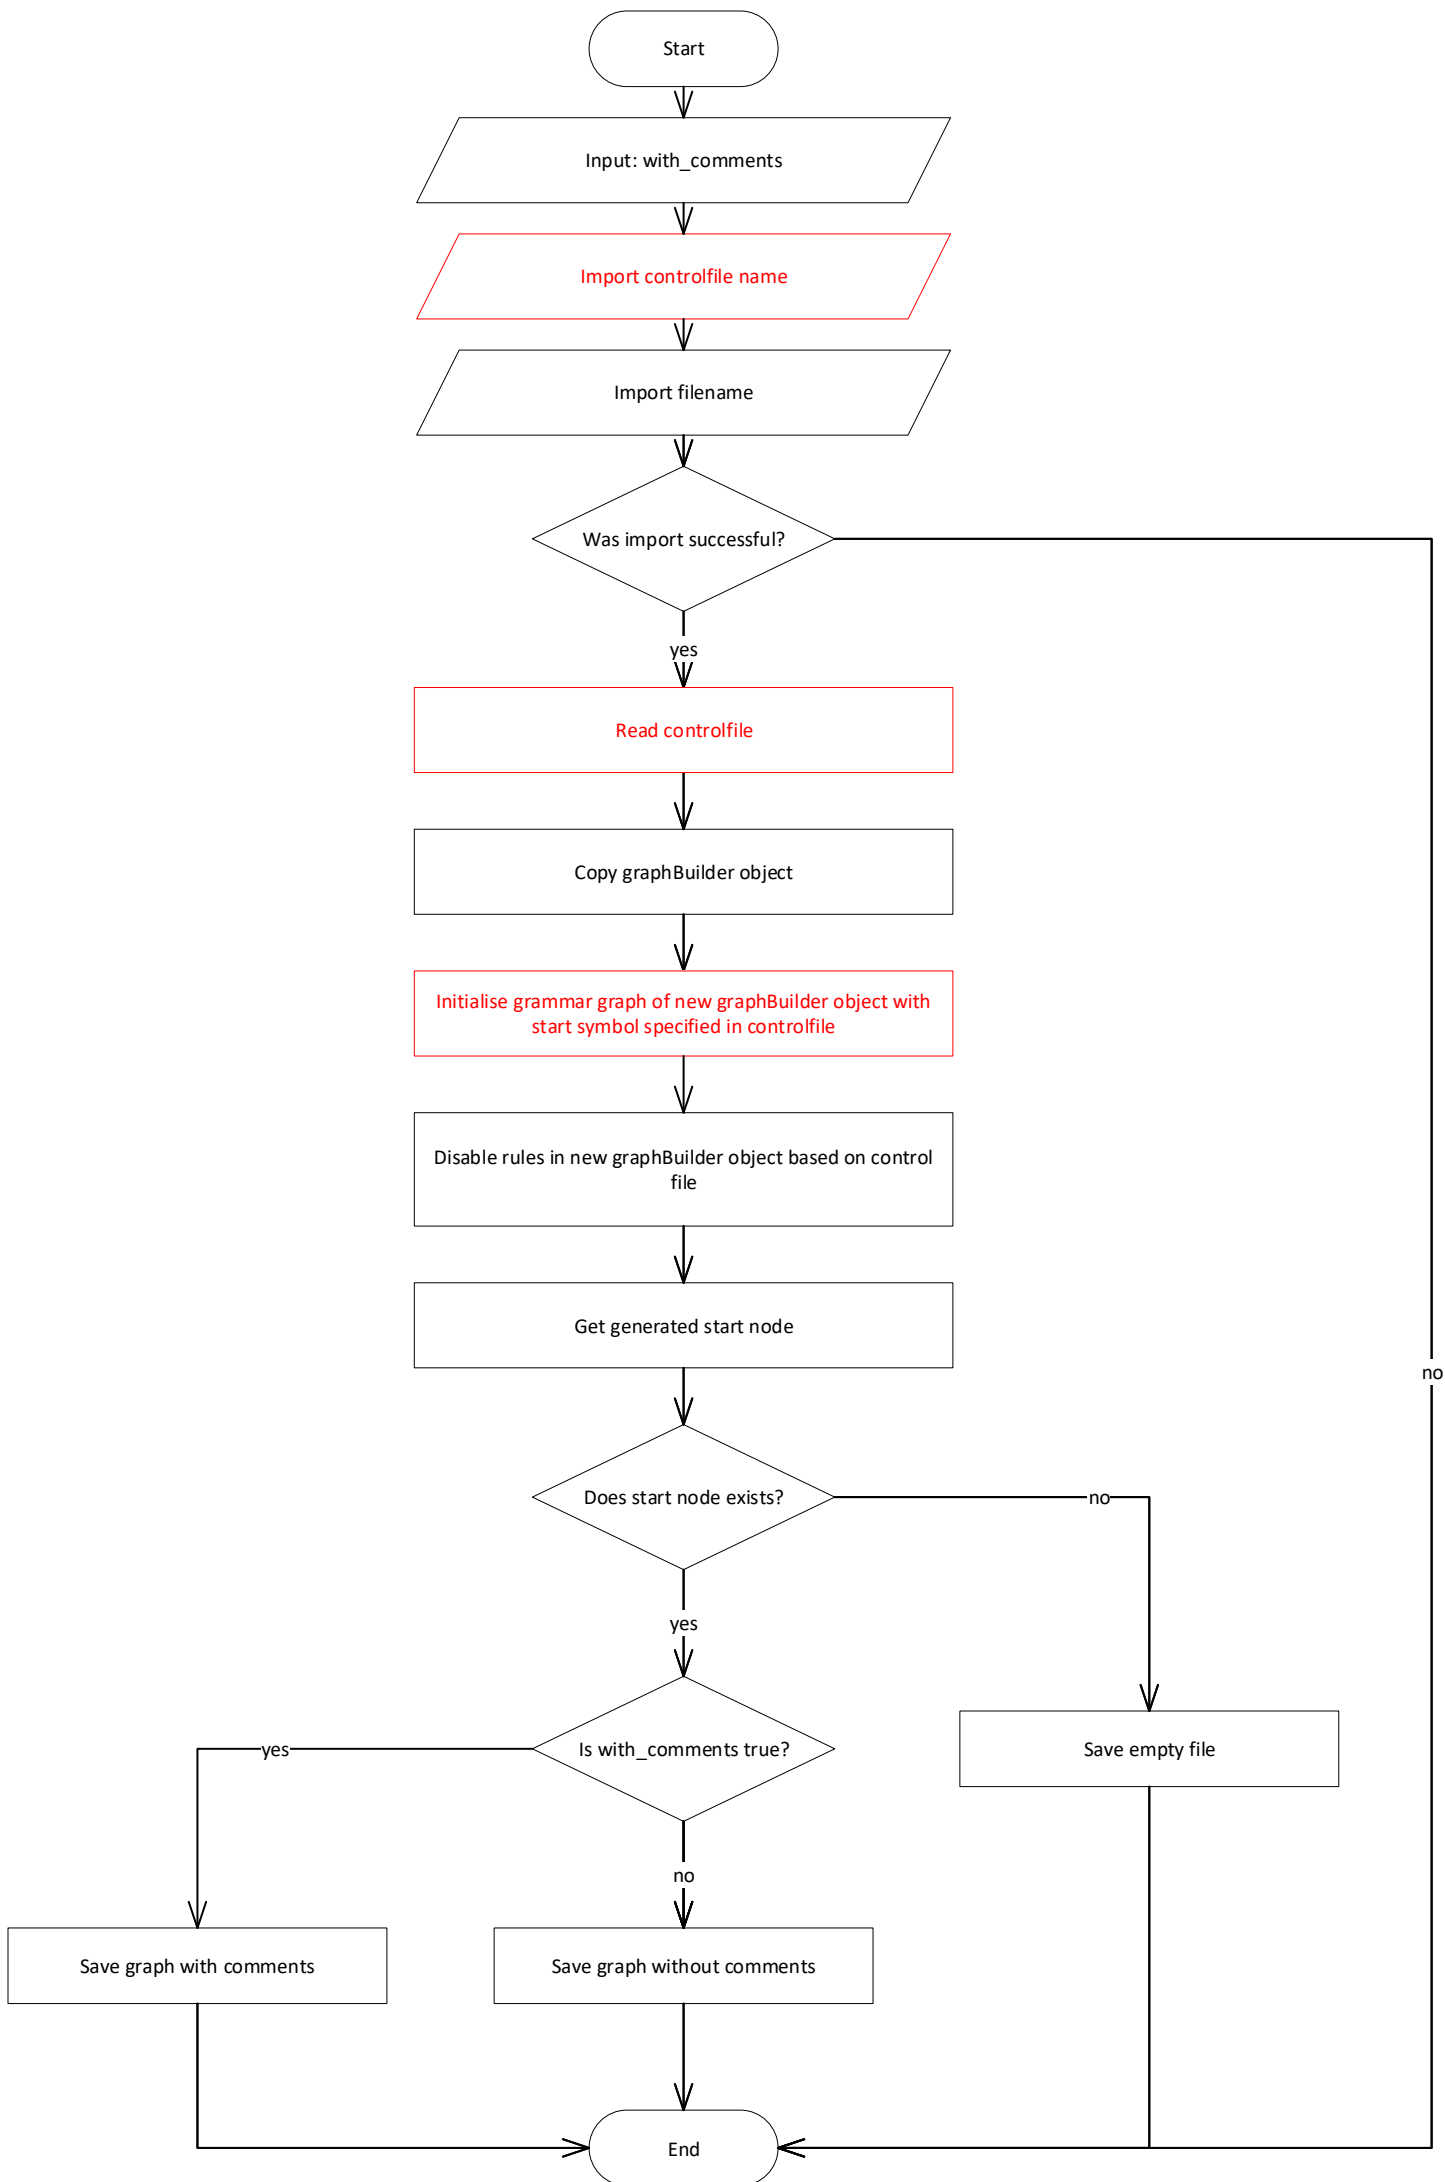 Start
Input: with_comments
Import controlfile name
Import filename
Was import successful?
yes
Read controlfile
Copy graphBuilder object
Initialise grammar graph of new graphBuilder object with
start symbol specified in controlfile
Disable rules in new graphBuilder object based on control
file
Get generated start node
no
Does start node exists?
no
yes
Is with_comments true?
yes
Save empty file
no
Save graph with comments
Save graph without comments
End